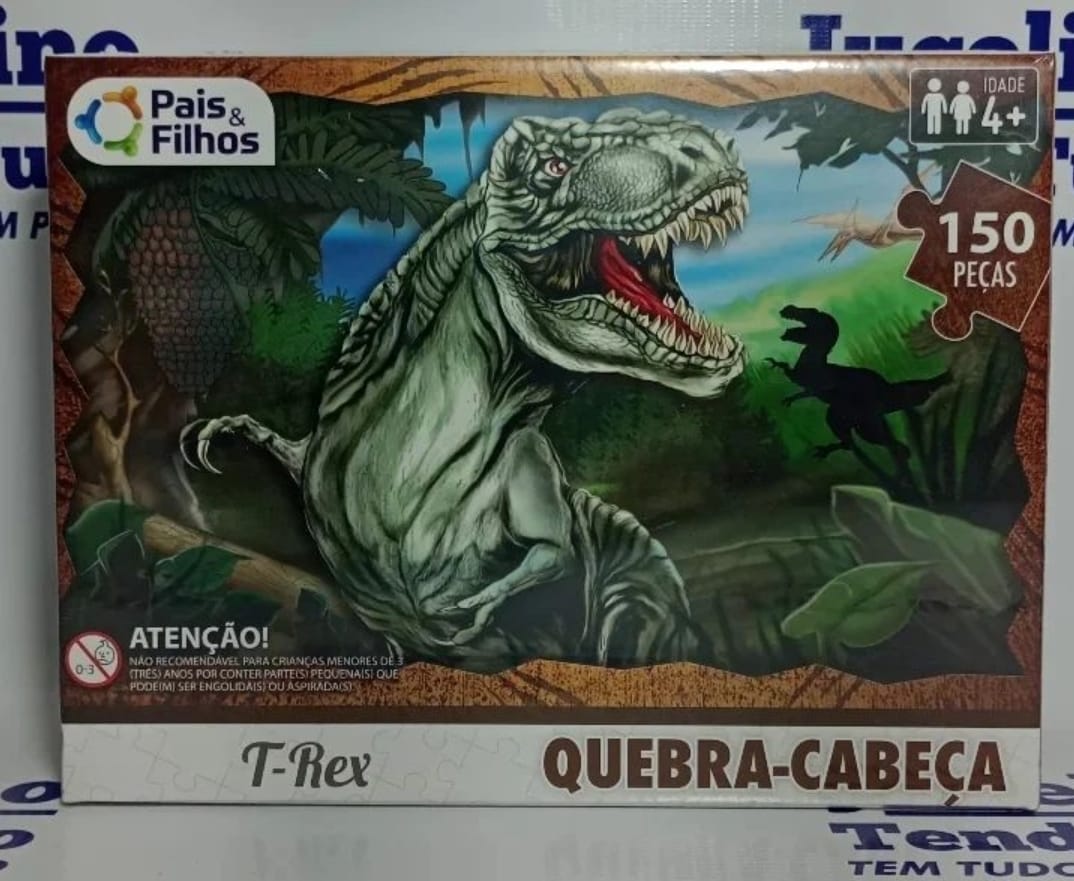 Pais &
Filhos
IDADE
4+
150
PEÇAS
0-3
ATENÇÃO!
NÃO RECOMENDÁVEL PARA CRIANÇAS MENORES DE 3
(TRÊS) ANOS POR CONTER PARTE(S) PEQUENA(S) QUE
PODE(M) SER ENGOLIDA(S) OU ASPIRADA(S)
T-Rex
QUEBRA-CABEÇA
Tend
TEM TUDO